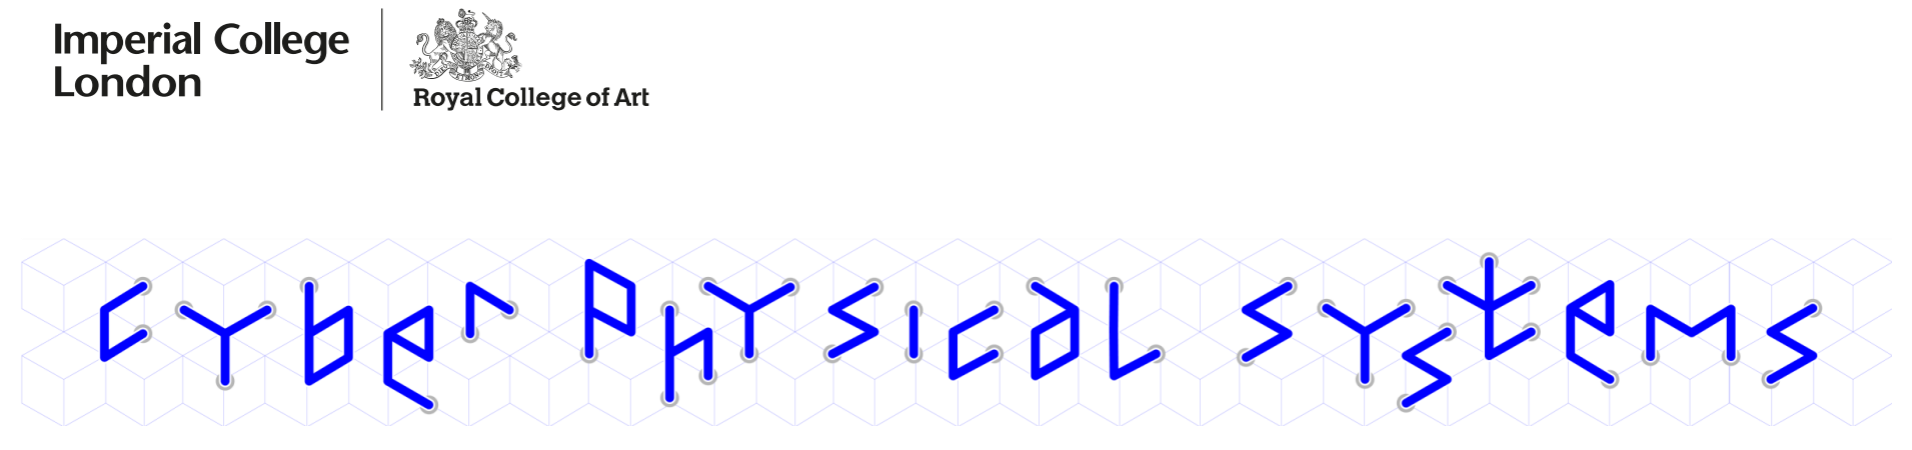 Imperial College
London
Royal College of Art
Cyber Physical Systems